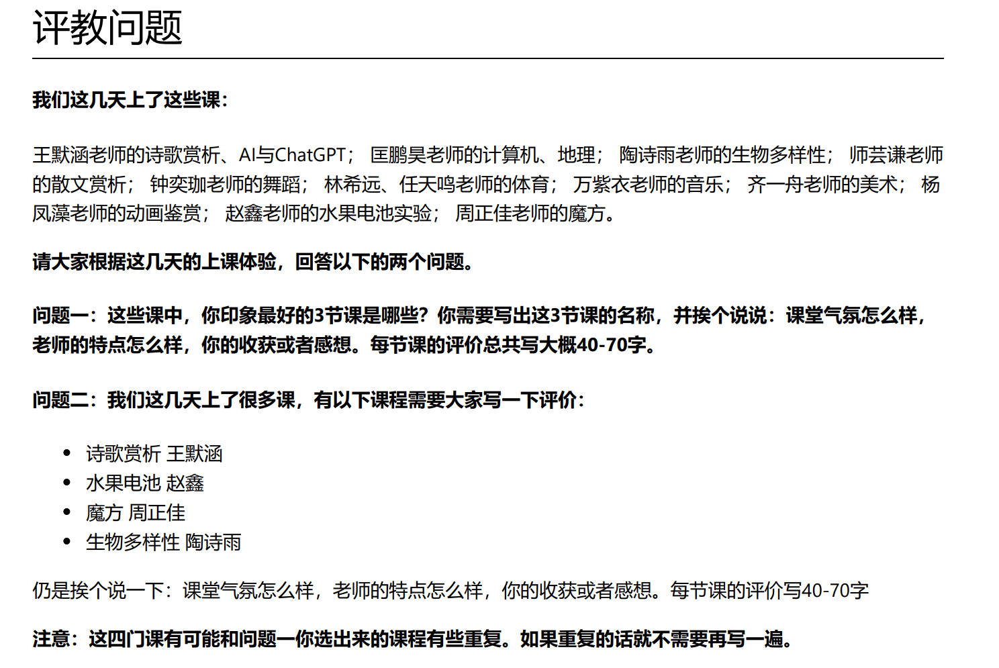 评教问题
我们这几天上了这些课：
王默涵老师的诗歌赏析、AI与ChatGPT； 匡鹏昊老师的计算机、地理； 陶诗雨老师的生物多样性； 师芸谦老师
的散文赏析； 钟奕珈老师的舞蹈； 林希远、任天鸣老师的体育； 万紫衣老师的音乐； 齐一舟老师的美术； 杨
凤藻老师的动画鉴赏； 赵鑫老师的水果电池实验； 周正佳老师的魔方。
请大家根据这几天的上课体验，回答以下的两个问题。
问题一：这些课中，你印象最好的3节课是哪些？你需要写出这3节课的名称，并挨个说说：课堂气氛怎么样，
老师的特点怎么样，你的收获或者感想。每节课的评价总共写大概40-70字。
问题二：我们这几天上了很多课，有以下课程需要大家写一下评价：
• 诗歌赏析 王默涵
• 水果电池 赵鑫
• 魔方 周正佳
• 生物多样性 陶诗雨
仍是挨个说一下：课堂气氛怎么样，老师的特点怎么样，你的收获或者感想。每节课的评价写40-70字
注意：这四门课有可能和问题一你选出来的课程有些重复。如果重复的话就不需要再写一遍。